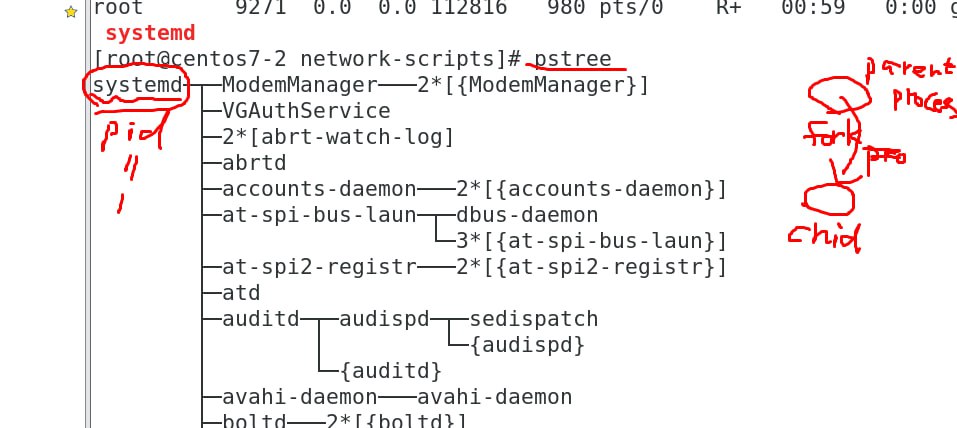 root 9271 0.0 0.0 112816 980 pts/0 R+ 00:59 0:00 g
systemd
[root@centos7-2 network-scripts]# pstree
systemd─┬─ModemManager───2*[{ModemManager}]
├─VGAuthService
├─2*[abrt-watch-log]
├─abrtd
├─accounts-daemon───2*[{accounts-daemon}]
├─at-spi-bus-laun─┬─dbus-daemon
└─3*[{at-spi-bus-laun}]
├─at-spi2-registr───2*[{at-spi2-registr}]
├─atd
├─auditd─┬─audispd─┬─sedispatch
└─{audispd}
└─{auditd}
├─avahi-daemon───avahi-daemon
├─boltd───2*[{boltd}]
pid
=
1
parent
proces
fork
pro
chid